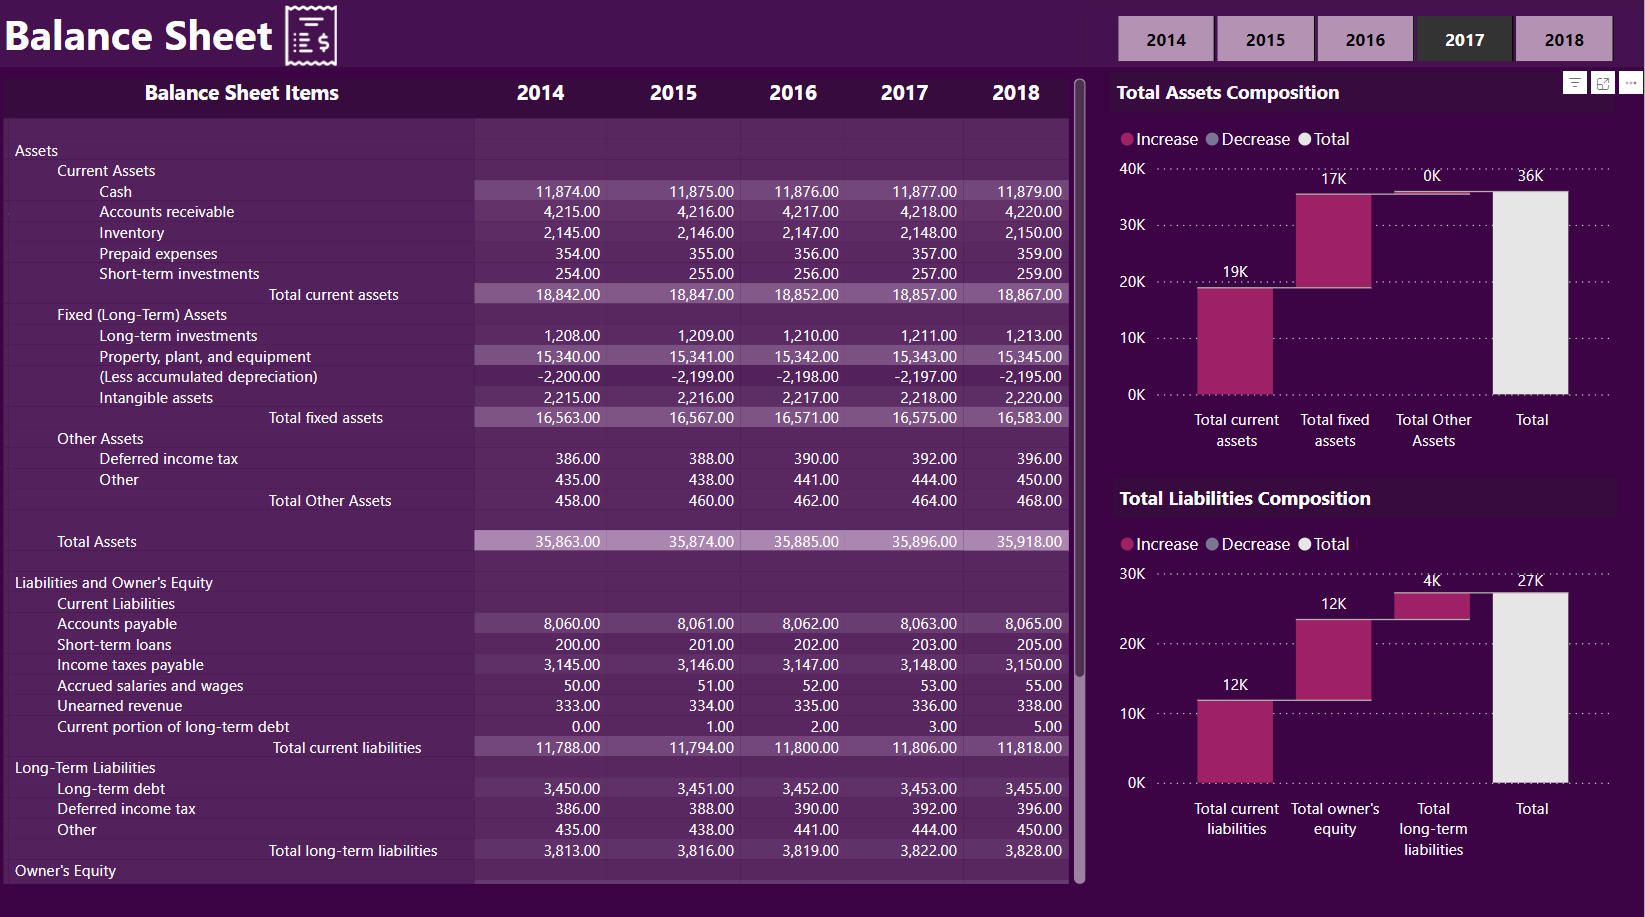 Balance Sheet
$
2014 2015 2016 2017 2018
Balance Sheet Items 2014 2015 2016 2017 2018
Assets
Current Assets
Cash 11,874.00 11,875.00 11,876.00 11,877.00 11,879.00
Accounts receivable 4,215.00 4,216.00 4,217.00 4,218.00 4,220.00
Inventory 2,145.00 2,146.00 2,147.00 2,148.00 2,150.00
Prepaid expenses 354.00 355.00 356.00 357.00 359.00
Short-term investments 254.00 255.00 256.00 257.00 259.00
Total current assets 18,842.00 18,847.00 18,852.00 18,857.00 18,867.00
Fixed (Long-Term) Assets
Long-term investments 1,208.00 1,209.00 1,210.00 1,211.00 1,213.00
Property, plant, and equipment 15,340.00 15,341.00 15,342.00 15,343.00 15,345.00
(Less accumulated depreciation) -2,200.00 -2,199.00 -2,198.00 -2,197.00 -2,195.00
Intangible assets 2,215.00 2,216.00 2,217.00 2,218.00 2,220.00
Total fixed assets 16,563.00 16,567.00 16,571.00 16,575.00 16,583.00
Other Assets
Deferred income tax 386.00 388.00 390.00 392.00 396.00
Other 435.00 438.00 441.00 444.00 450.00
Total Other Assets 458.00 460.00 462.00 464.00 468.00
Total Assets 35,863.00 35,874.00 35,885.00 35,896.00 35,918.00
Liabilities and Owner's Equity
Current Liabilities
Accounts payable 8,060.00 8,061.00 8,062.00 8,063.00 8,065.00
Short-term loans 200.00 201.00 202.00 203.00 205.00
Income taxes payable 3,145.00 3,146.00 3,147.00 3,148.00 3,150.00
Accrued salaries and wages 50.00 51.00 52.00 53.00 55.00
Unearned revenue 333.00 334.00 335.00 336.00 338.00
Current portion of long-term debt 0.00 1.00 2.00 3.00 5.00
Total current liabilities 11,788.00 11,794.00 11,800.00 11,806.00 11,818.00
Long-Term Liabilities
Long-term debt 3,450.00 3,451.00 3,452.00 3,453.00 3,455.00
Deferred income tax 386.00 388.00 390.00 392.00 396.00
Other 435.00 438.00 441.00 444.00 450.00
Total long-term liabilities 3,813.00 3,816.00 3,819.00 3,822.00 3,828.00
Owner's Equity
Total Assets Composition
Increase Decrease Total
40K
30K
20K
10K
0K
19K 17K 0K 36K
Total current Total fixed Total Other Total
assets assets Assets
Total Liabilities Composition
Increase Decrease Total
30K
20K
10K
0K
12K 12K 4K 27K
Total current Total owner's Total Total
liabilities equity long-term
liabilities